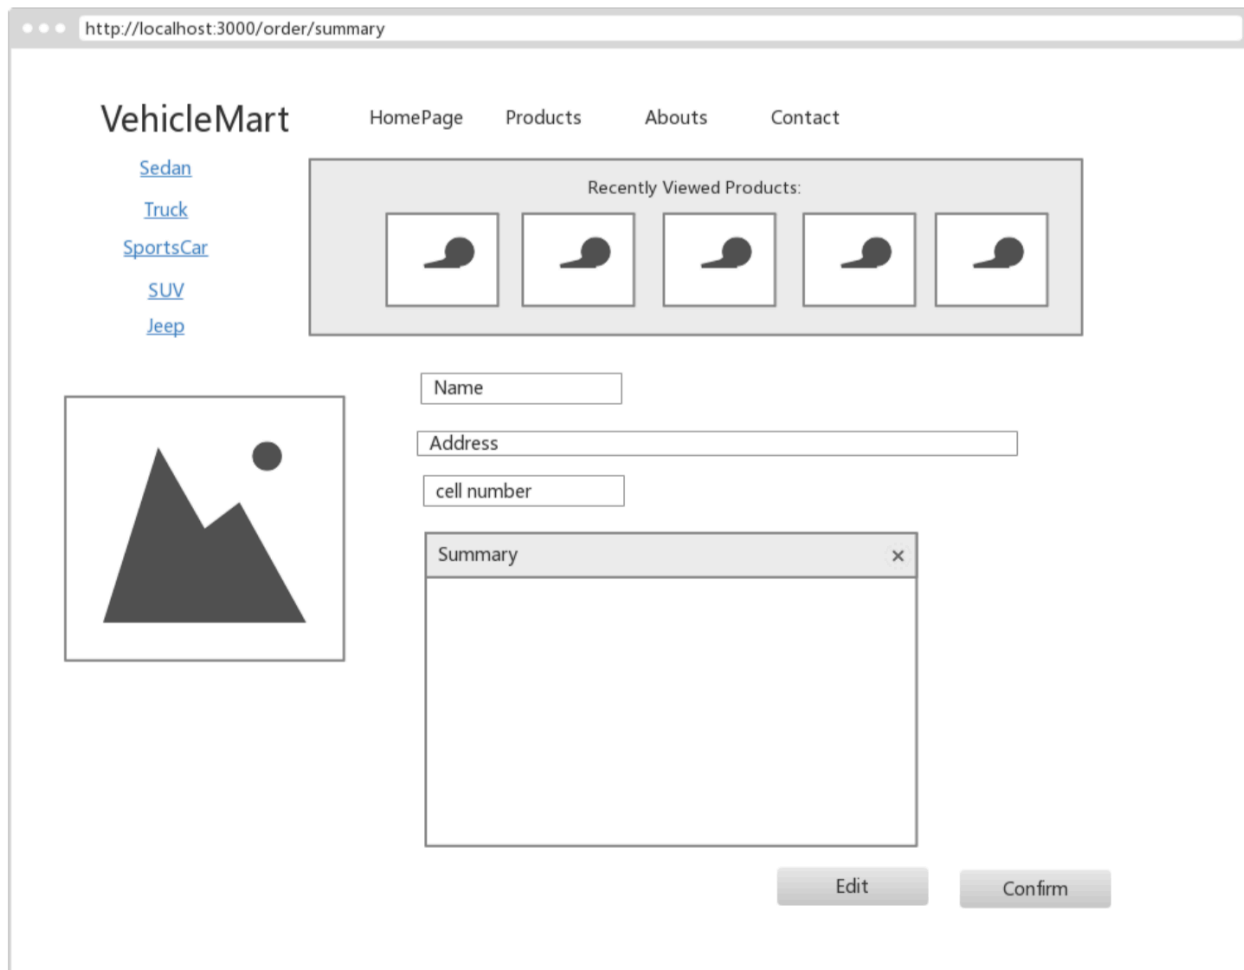 http://localhost:3000/order/summary
VehicleMart HomePage Products Abouts Contact
Sedan
Truck
SportsCar
SUV
Jeep
Recently Viewed Products:
Name
Address
cell number
Summary ×
Edit Confirm